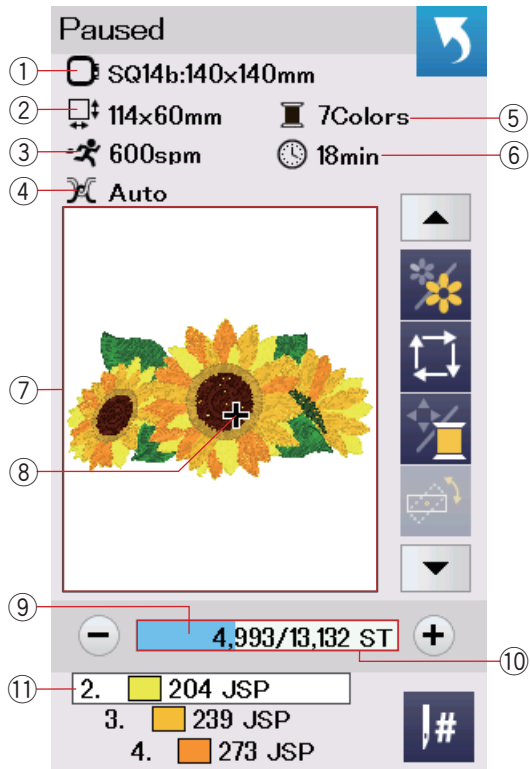 Paused
① SQ14b:140x140mm
② 114x60mm 7Colors ⑤
③ 600spm 18min ⑥
④ Auto
⑦
⑧
⑨
4,993/13,132 ST
⑩
⑪ 2. 204 JSP
3. 239 JSP
4. 273 JSP
#